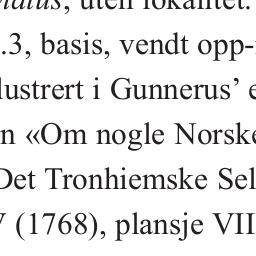 natus, uten lokalitet.
.3, basis, vendt opp-
lustrert i Gunnerus’ e
n «Om nogle Norske
Det Tronhiemske Sel
V (1768), plansje VII